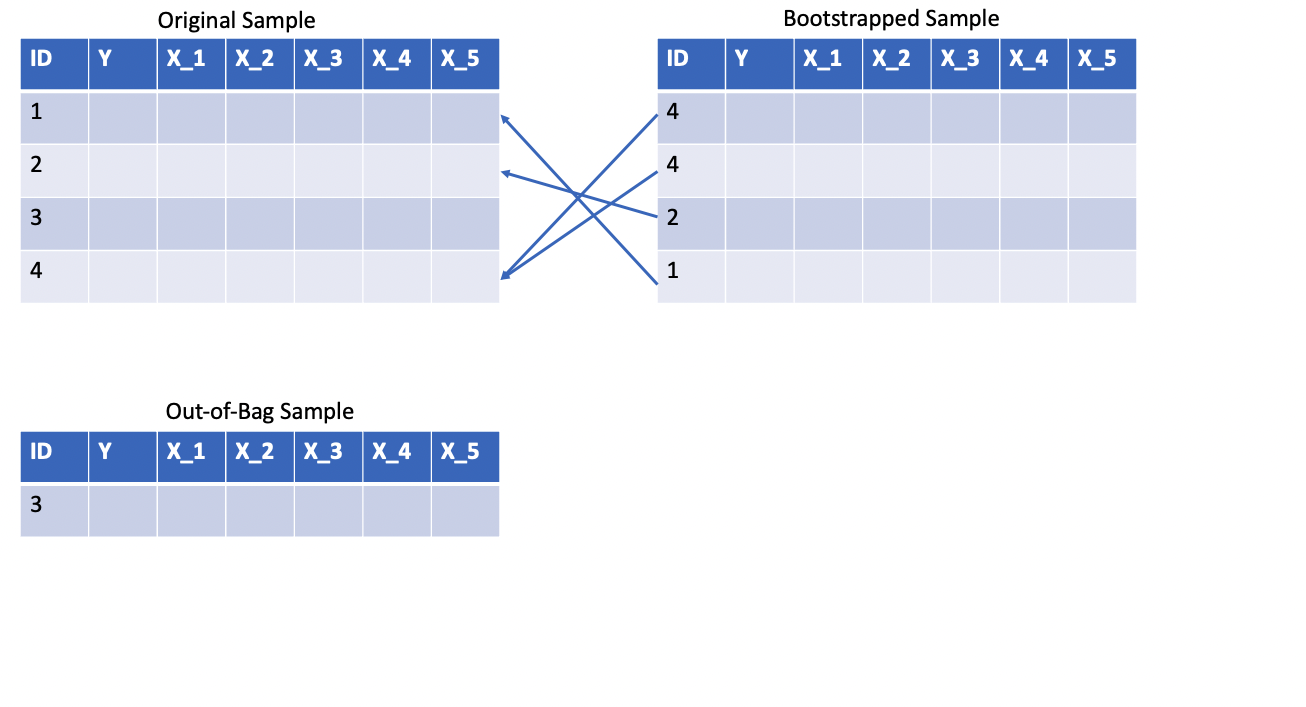 Original Sample
ID Y X_1 X_2 X_3 X_4 X_5
1
2
3
4
Bootstrapped Sample
ID Y X_1 X_2 X_3 X_4 X_5
4
4
2
1
Out-of-Bag Sample
ID Y X_1 X_2 X_3 X_4 X_5
3